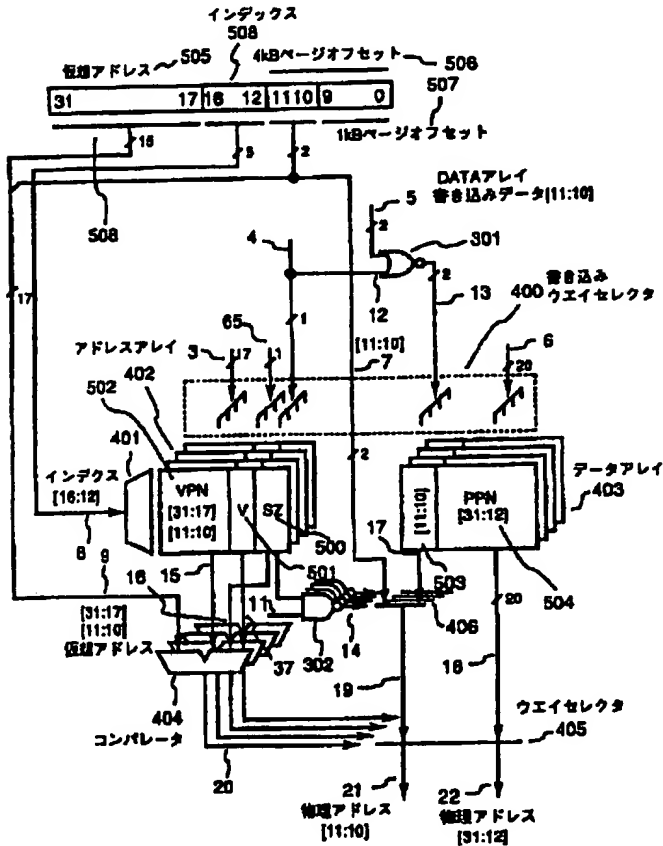 インデックス
508
仮想アドレス 505
4kBページオフセット 506
507
31 17 16 12 11 10 9 0
1kBページオフセット
15
5
2
508
DATAアレイ
書き込みデータ[11:10]
5
2
301
4
17
12
2
13
400 書き込み
ウエイセレクタ
65
1
[11:10]
7
アドレスアレイ
3
17
1
6
20
402
502
401
2
データアレイ
403
インデクス
[16:12]
VPN
[31:17]
[11:10]
V
SZ
500
[11:10]
PPN
[31:12]
8
17
9
16
15
501
503
504
[31:17]
[11:10]
仮想アドレス
11
302
14
406
20
37
19
18
404
コンパレータ
ウエイセレクタ
405
20
21
22
物理アドレス
[11:10]
物理アドレス
[31:12]